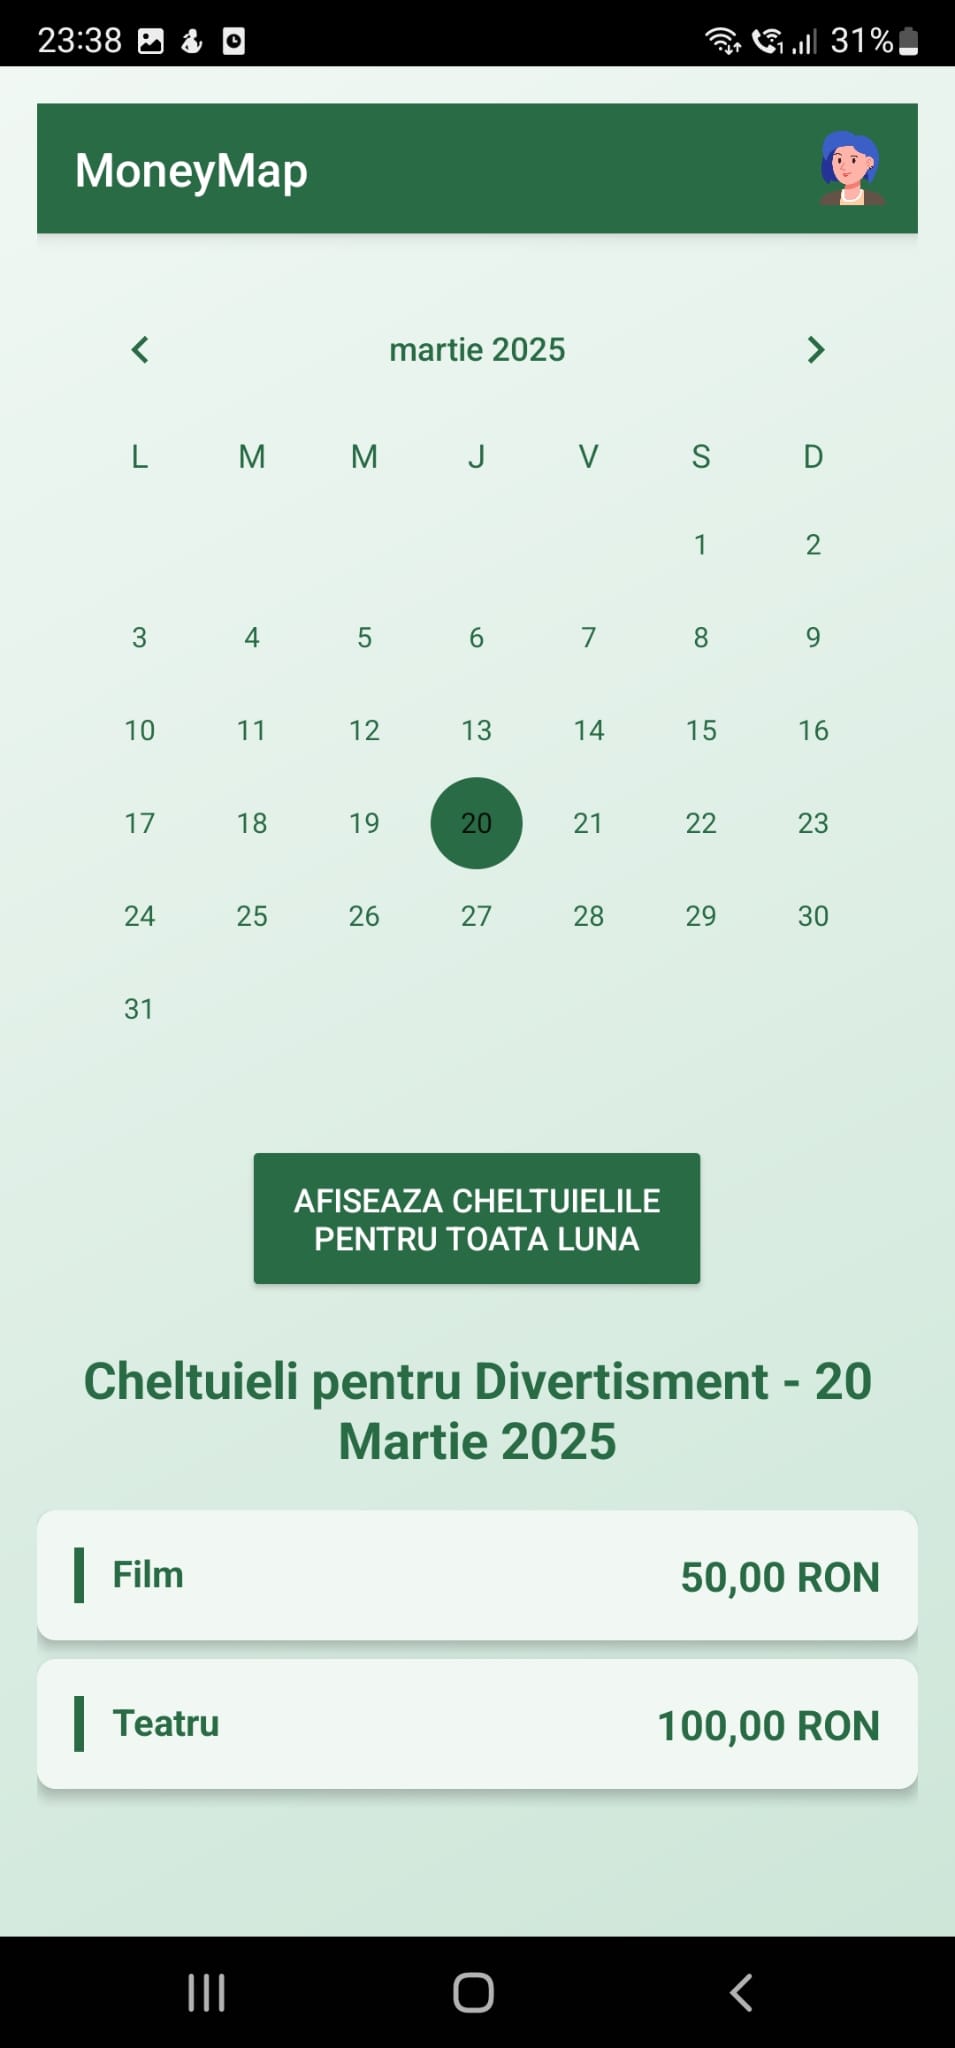 23:38 31%
MoneyMap
martie 2025
L M M J V S D
1 2
3 4 5 6 7 8 9
10 11 12 13 14 15 16
17 18 19 20 21 22 23
24 25 26 27 28 29 30
31
AFISEAZA CHELTUIELILE
PENTRU TOATA LUNA
Cheltuieli pentru Divertisment - 20
Martie 2025
Film 50,00 RON
Teatru 100,00 RON